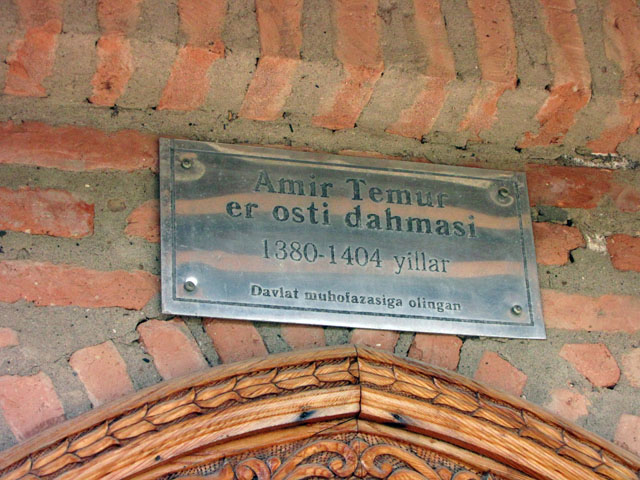 Amir Temur
er osti dahmasi
1380-1404 yillar
Davlat muhofazasiga olingan